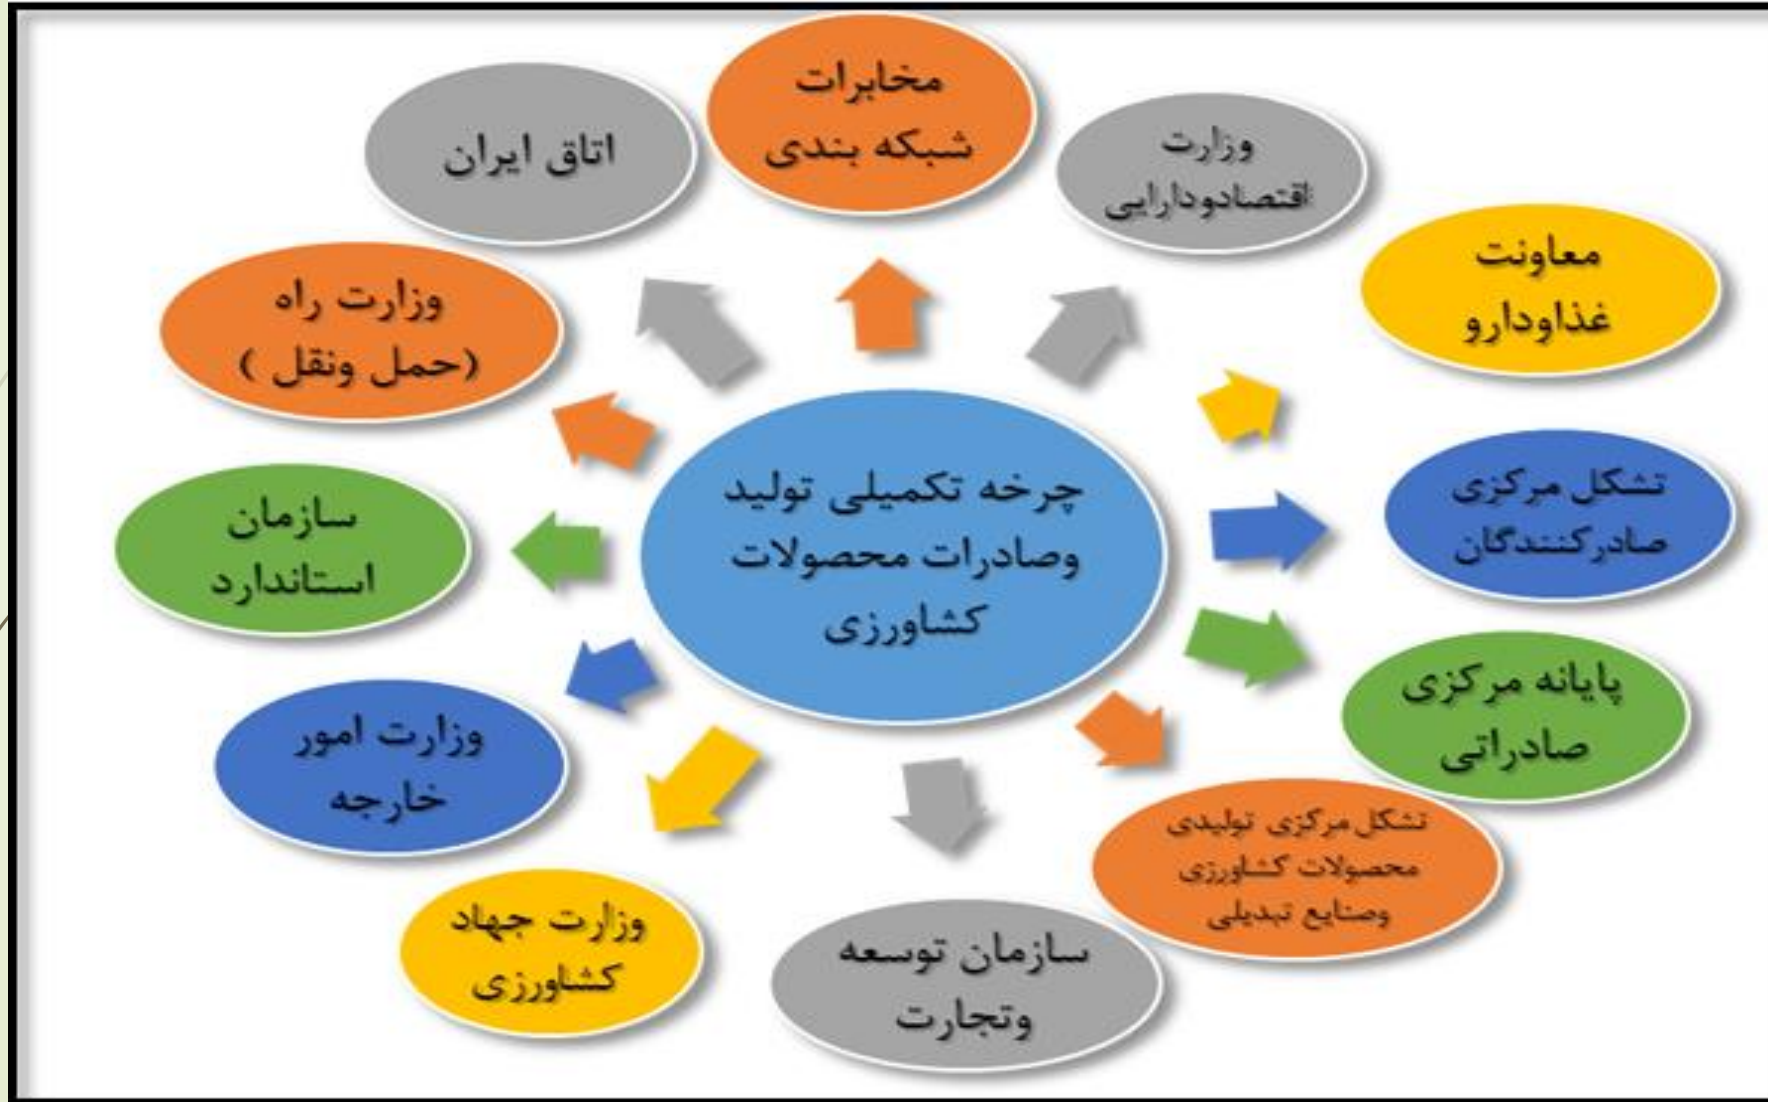 مخابرات
شبکه بندی
وزارت
اقتصادودارایی
معاونت
غذاودارو
تشکل مرکزی
صادرکنندگان
پایانه مرکزی
صادراتی
تشکل مرکزی تولیدی
محصولات کشاورزی
وصنایع تبدیلی
سازمان توسعه
وتجارت
وزارت جهاد
کشاورزی
وزارت امور
خارجه
سازمان
استاندارد
وزارت راه
(حمل ونقل )
اتاق ایران
چرخه تکمیلی تولید
وصادرات محصولات
کشاورزی